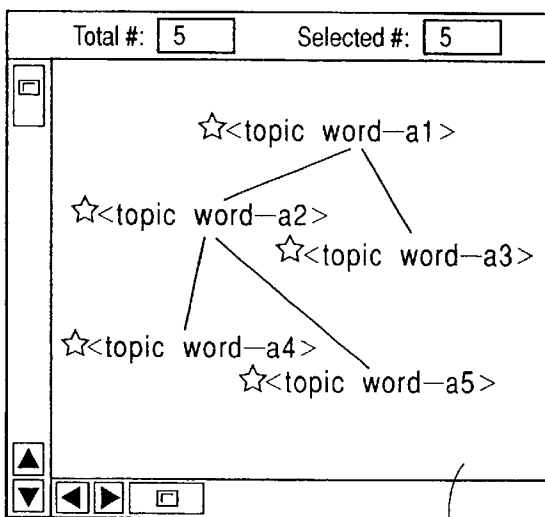 Total #: 5 Selected #: 5
☆<topic word—a1>
☆<topic word—a2>
☆<topic word—a3>
☆<topic word—a4>
☆<topic word—a5>